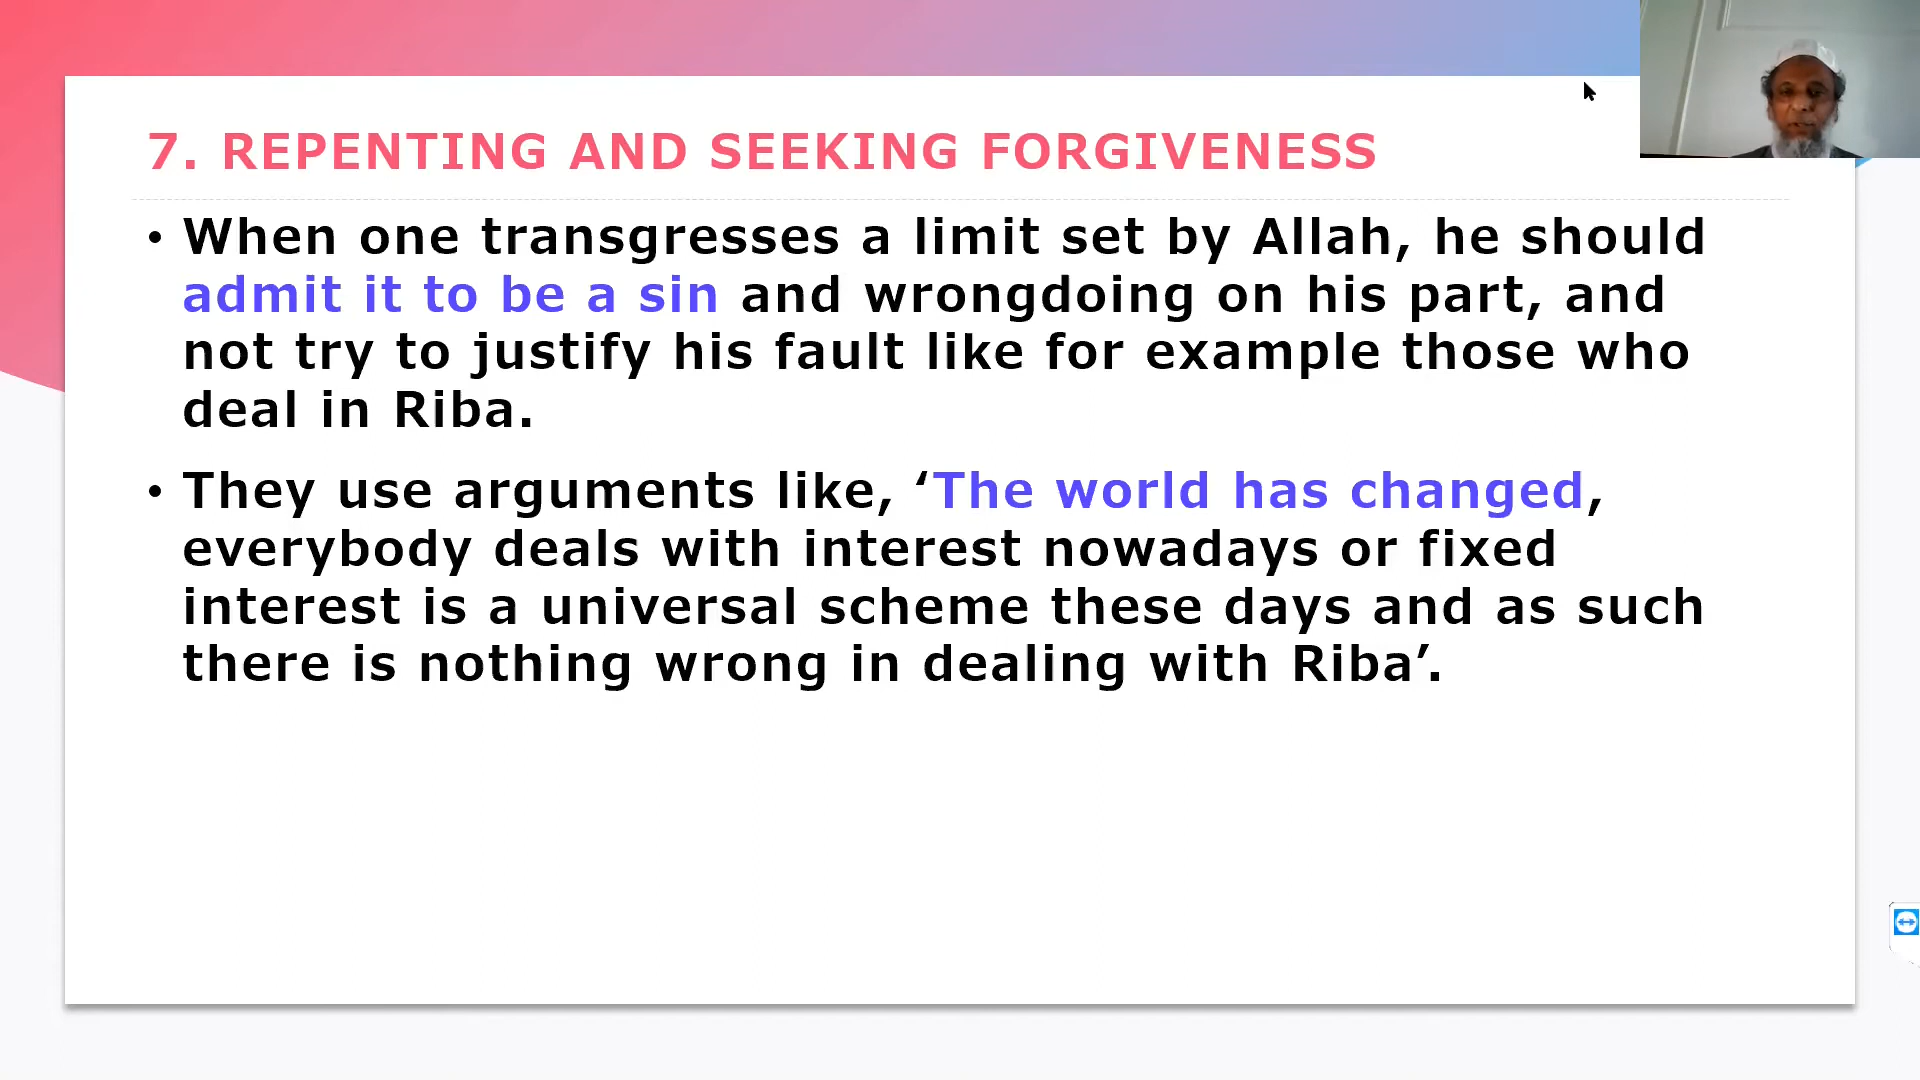 7. REPENTING AND SEEKING FORGIVENESS
• When one transgresses a limit set by Allah, he should
admit it to be a sin and wrongdoing on his part, and
not try to justify his fault like for example those who
deal in Riba.
• They use arguments like, ‘The world has changed,
everybody deals with interest nowadays or fixed
interest is a universal scheme these days and as such
there is nothing wrong in dealing with Riba’.